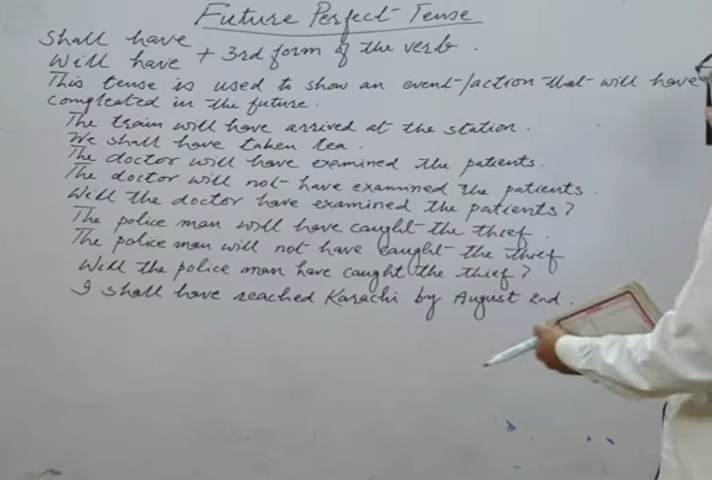 Future Perfect Tense
Shall have
Will have + 3rd form of the verb.
This tense is used to show an event/action that will have
compleated in the future.
The train will have arrived at the station.
We shall have taken tea.
The doctor will have examined the patients.
The doctor will not have examined the patients.
Will the doctor have examined the patients?
The police man will have caught the thief.
The police man will not have caught the thief
Will the police man have caught the thief?
I shall have reached Karachi by August 2nd.